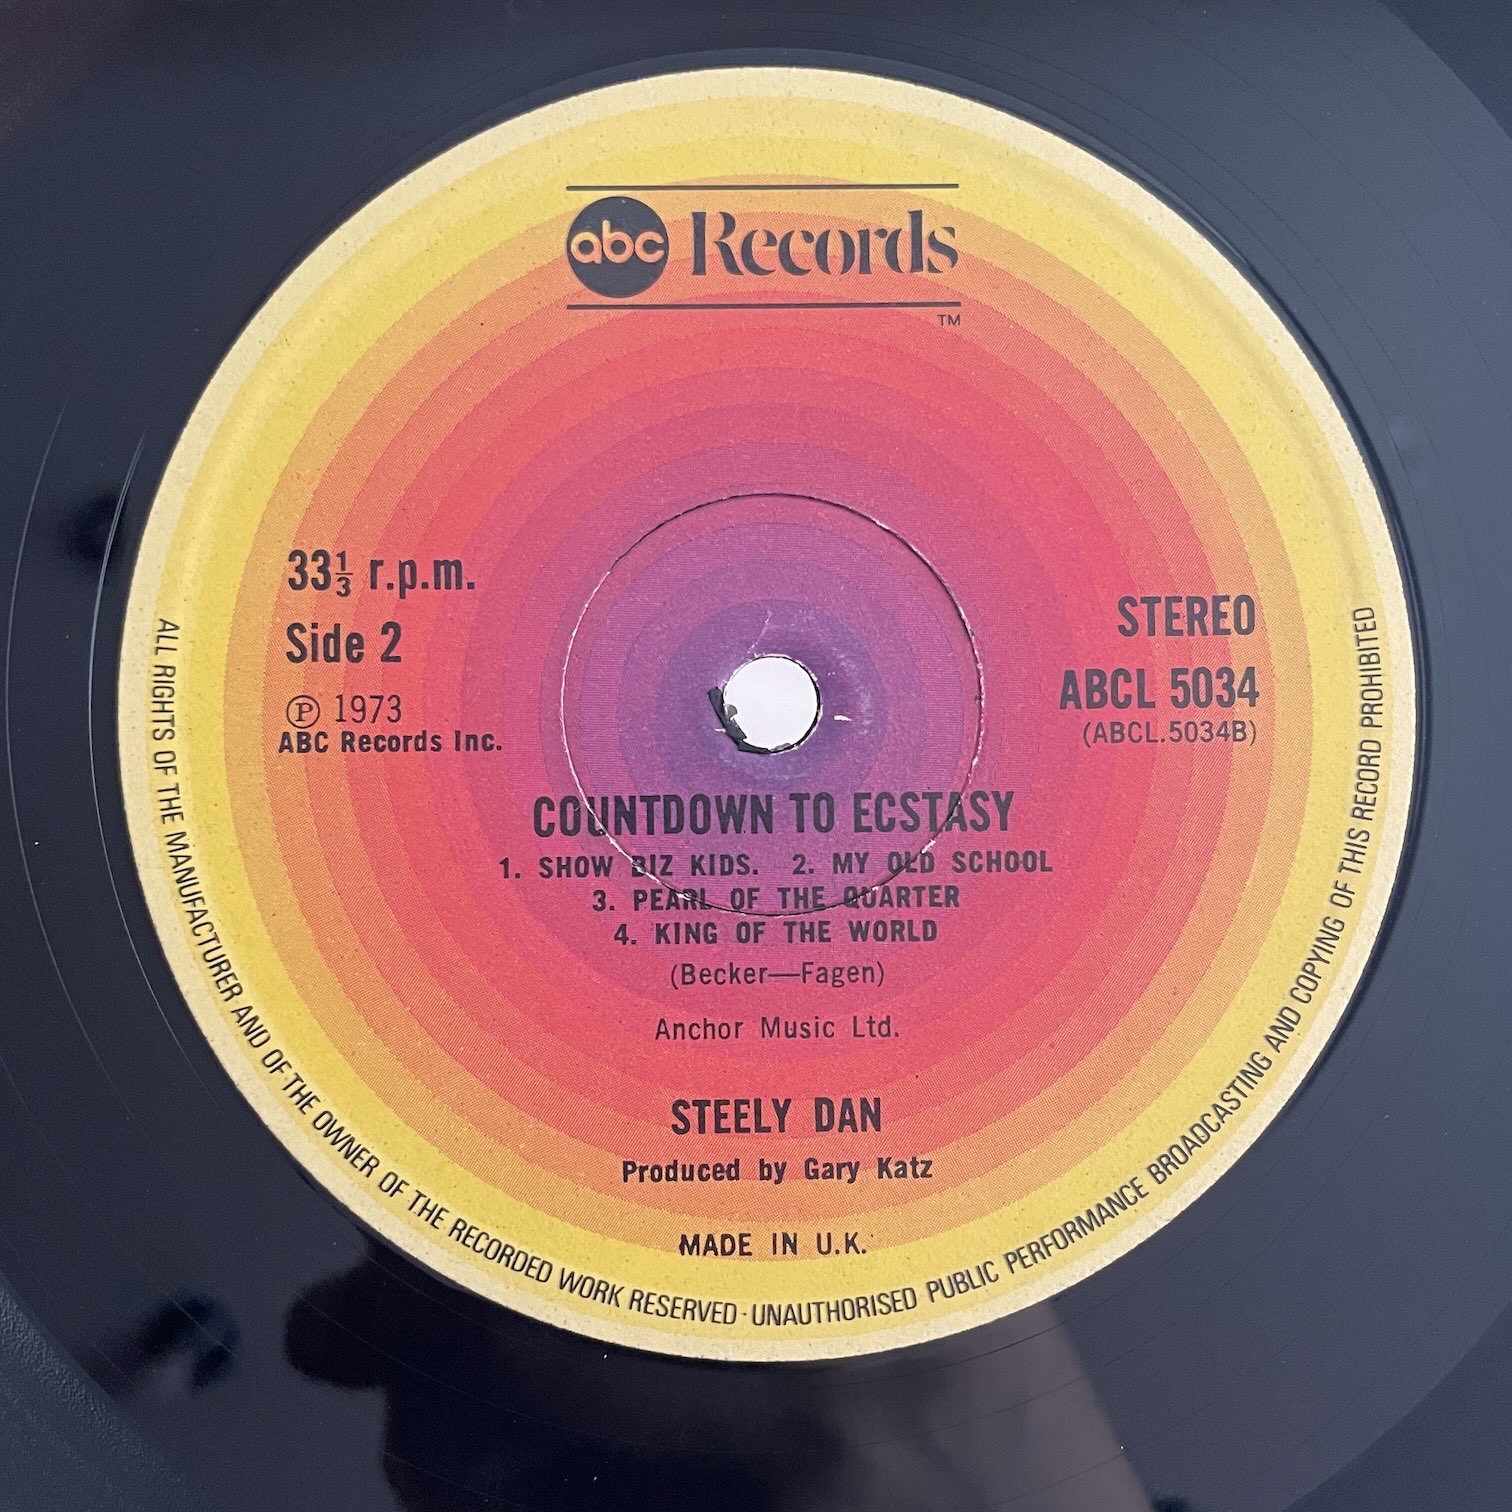 abc Records
TM
33⅓ r.p.m.
Side 2
Ⓟ 1973
ABC Records Inc.
STEREO
ABCL 5034
(ABCL.5034B)
COUNTDOWN TO ECSTASY
1. SHOW BIZ KIDS. 2. MY OLD SCHOOL
3. PEARL OF THE QUARTER
4. KING OF THE WORLD
(Becker—Fagen)
Anchor Music Ltd.
STEELY DAN
Produced by Gary Katz
MADE IN U.K.
ALL RIGHTS OF THE MANUFACTURER AND OF THE OWNER OF THE RECORDED WORK RESERVED · UNAUTHORISED PUBLIC PERFORMANCE BROADCASTING AND COPYING OF THIS RECORD PROHIBITED